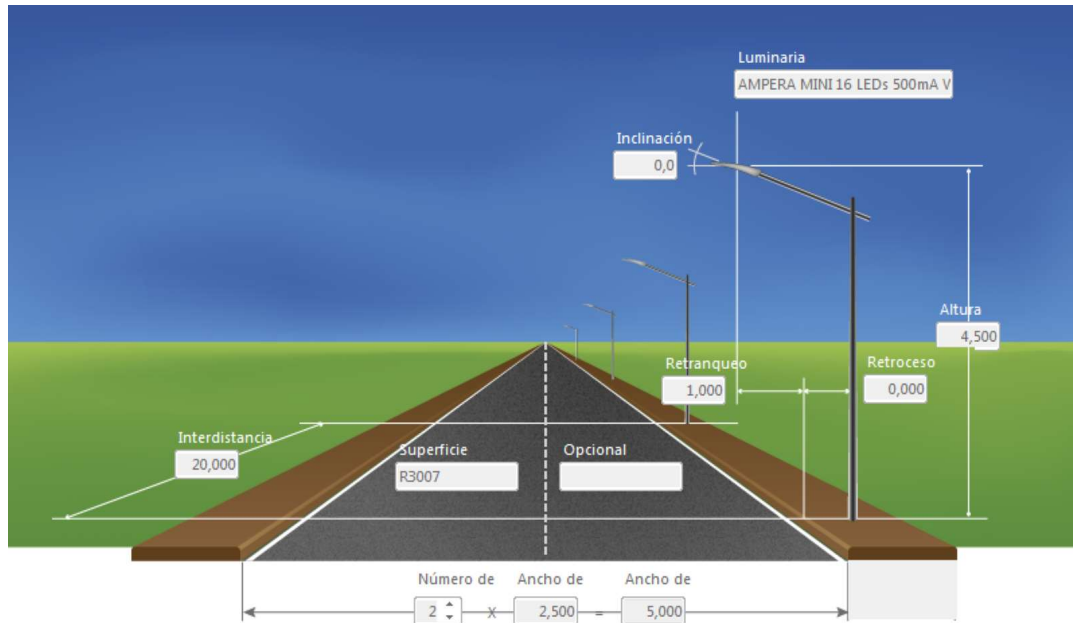 Luminaria
AMPERA MINI 16 LEDs 500mA V
Inclinación
0,0
Altura
4,500
Retranqueo
1,000
Retroceso
0,000
Interdistancia
20,000
Superficie
R3007
Opcional
Número de
Ancho de
Ancho de
2 x 2,500 = 5,000